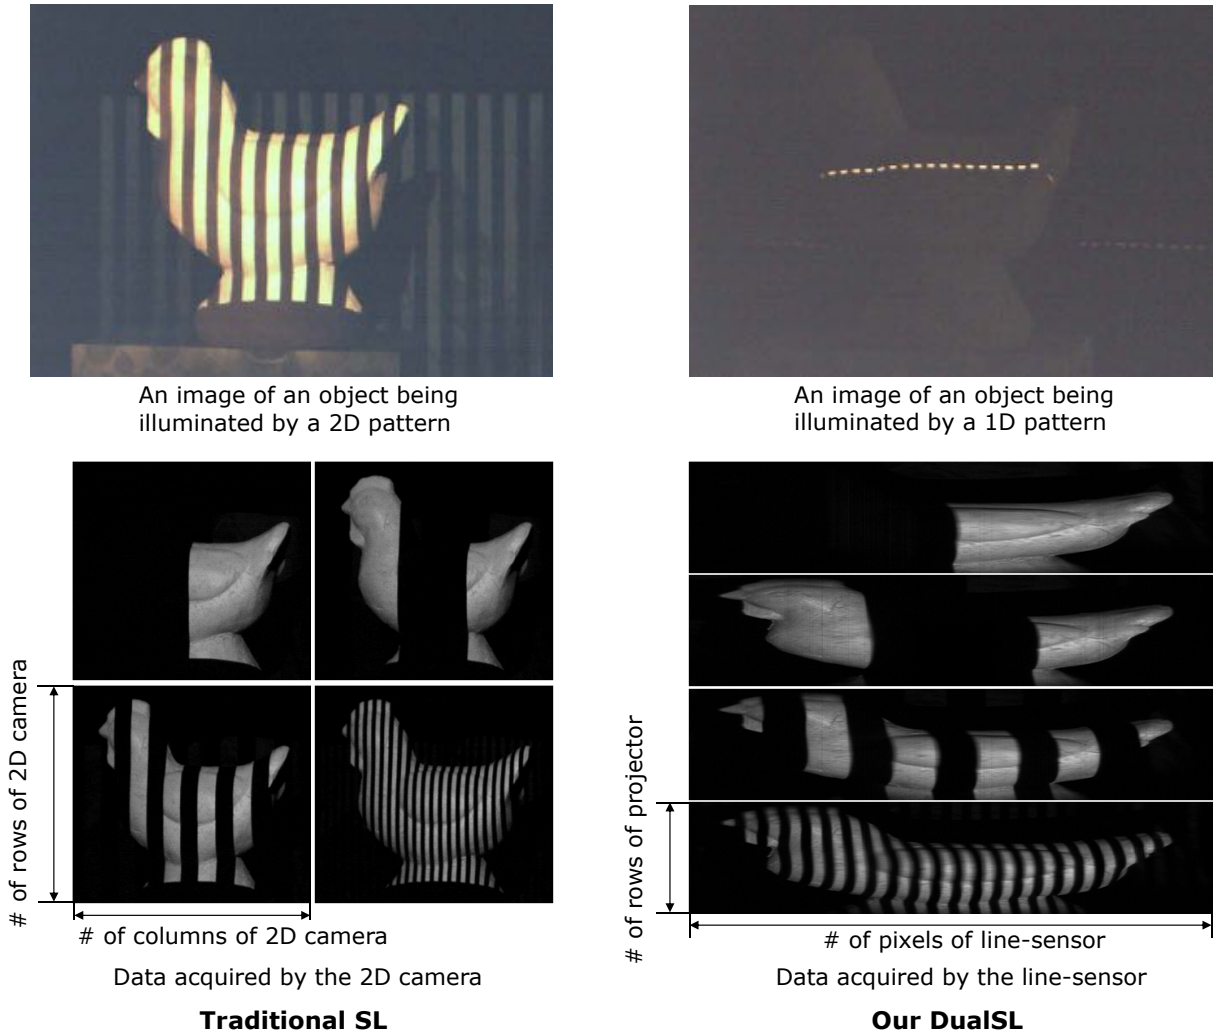 An image of an object being
illuminated by a 2D pattern
An image of an object being
illuminated by a 1D pattern
# of rows of 2D camera
# of columns of 2D camera
Data acquired by the 2D camera
Traditional SL
# of rows of projector
# of pixels of line-sensor
Data acquired by the line-sensor
Our DualSL